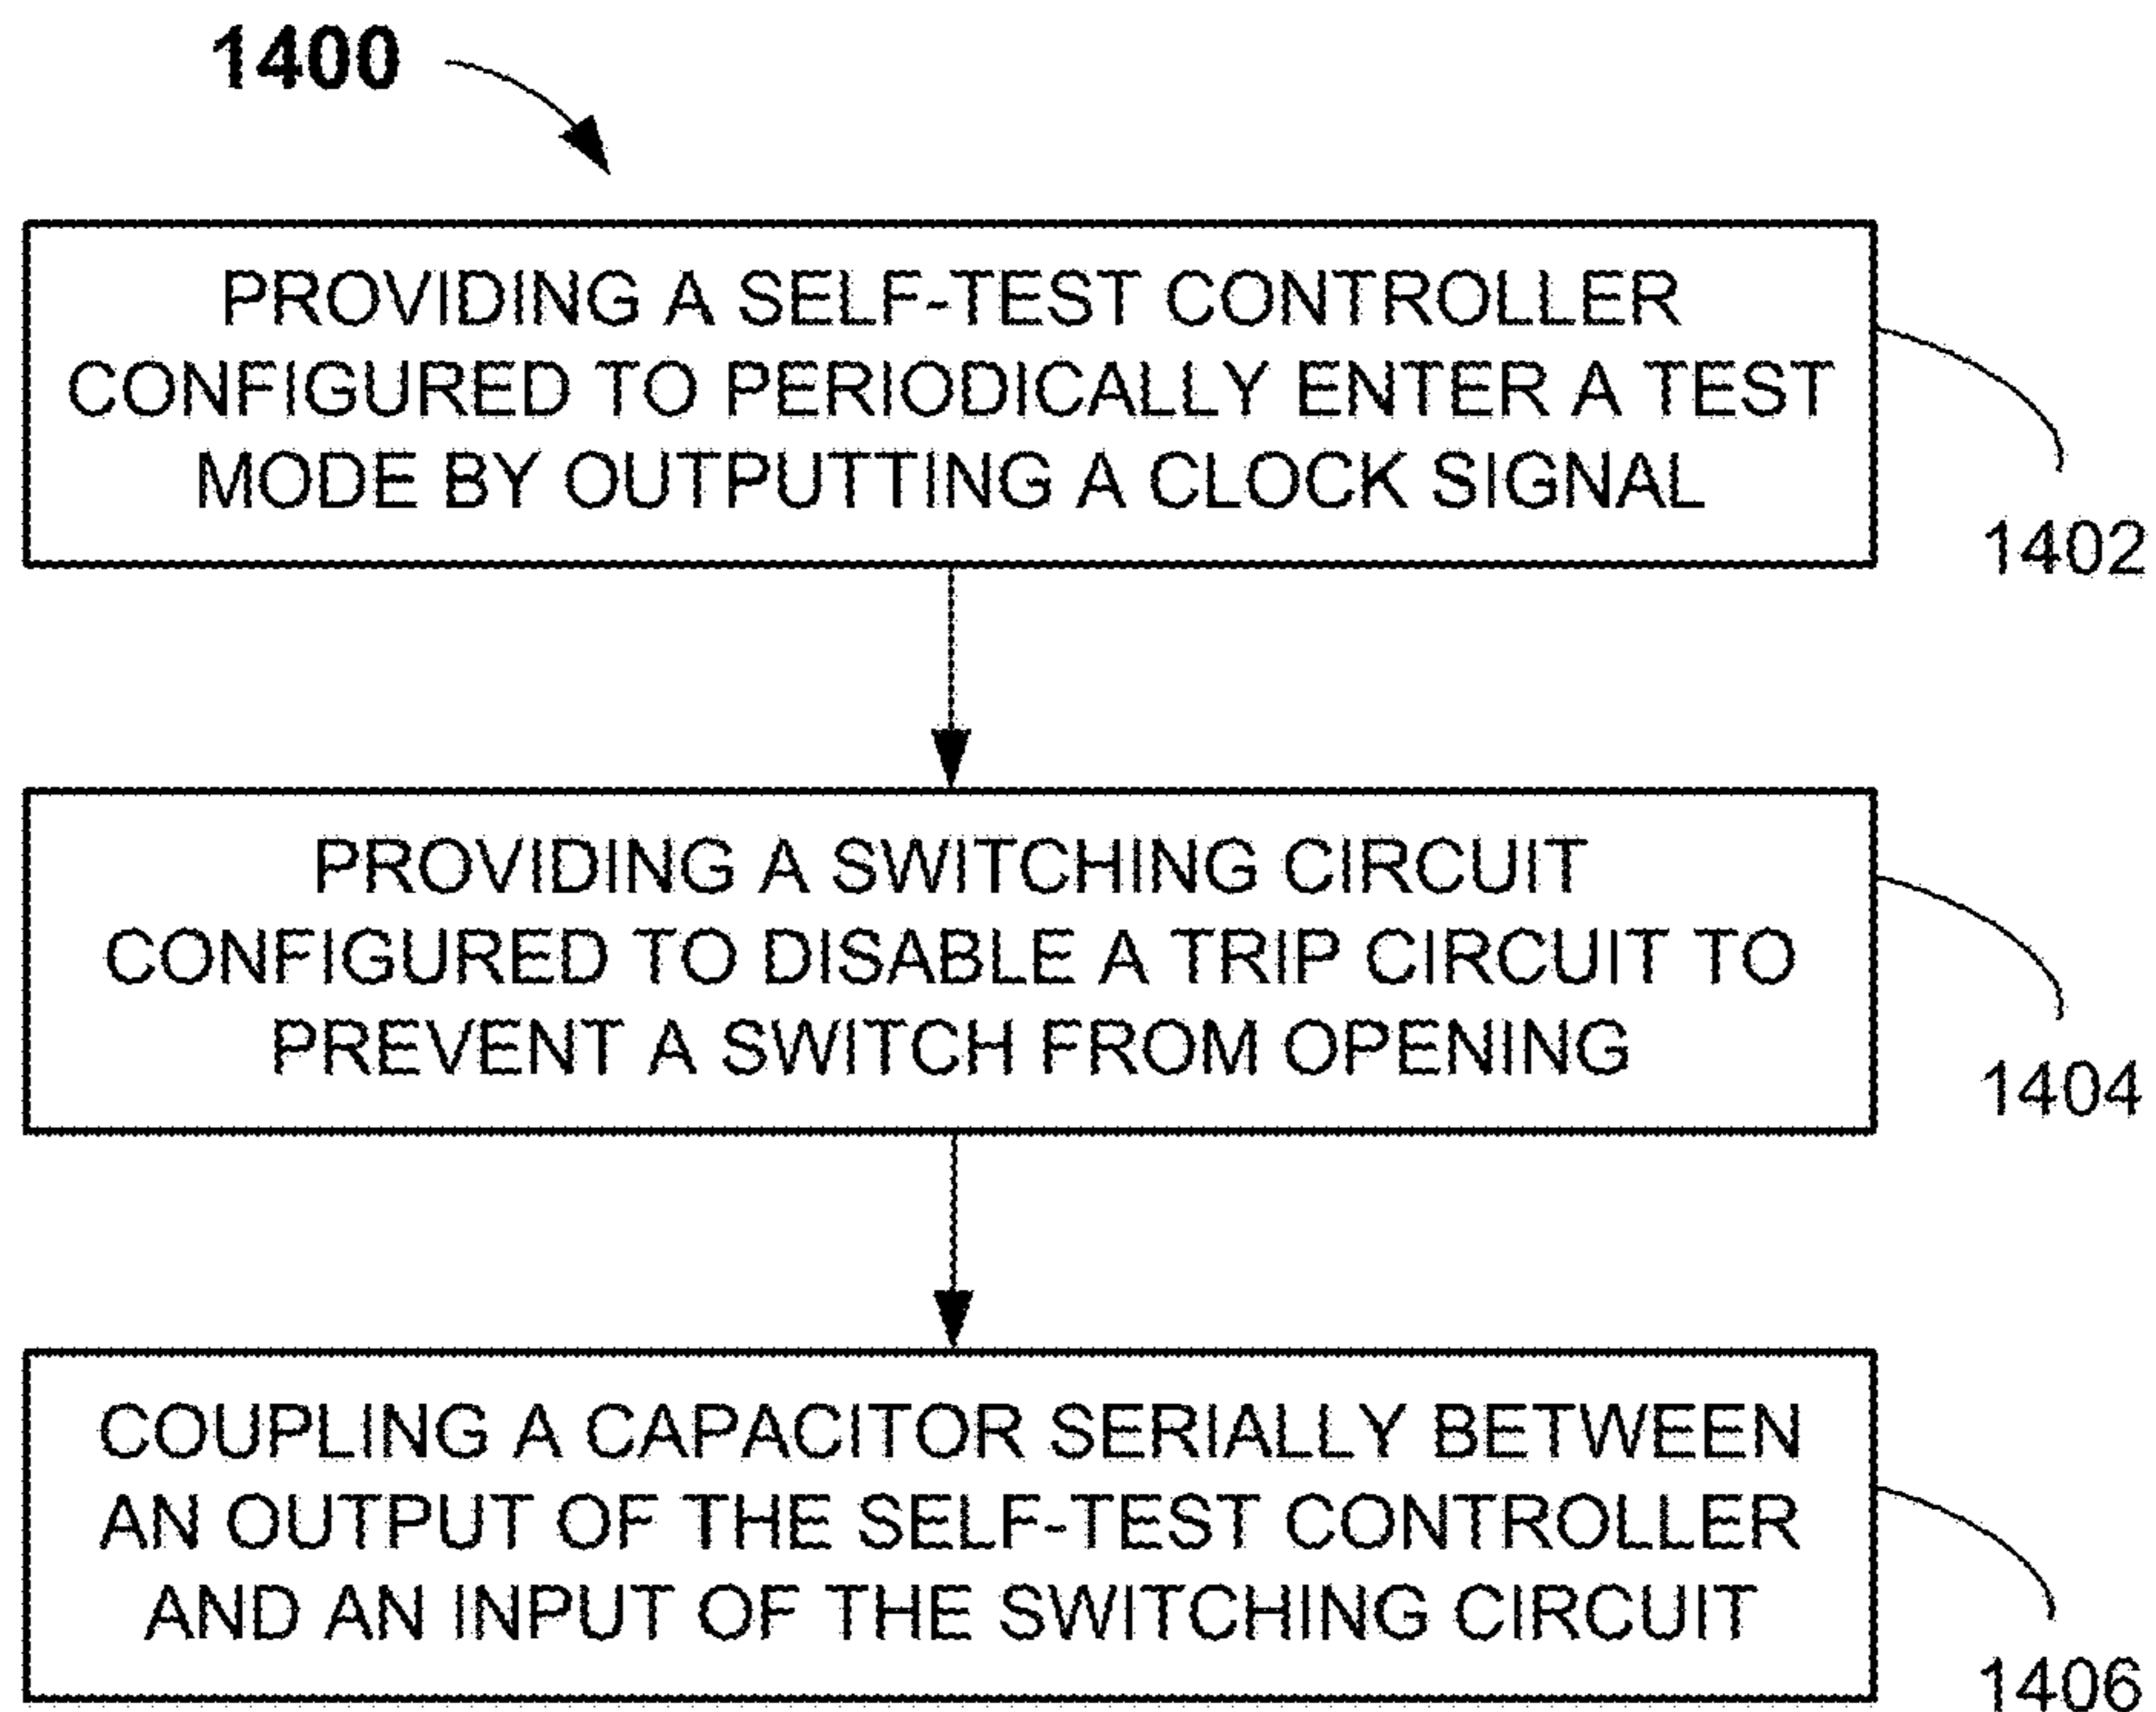 1400
PROVIDING A SELF-TEST CONTROLLER
CONFIGURED TO PERIODICALLY ENTER A TEST
MODE BY OUTPUTTING A CLOCK SIGNAL
1402
PROVIDING A SWITCHING CIRCUIT
CONFIGURED TO DISABLE A TRIP CIRCUIT TO
PREVENT A SWITCH FROM OPENING
1404
COUPLING A CAPACITOR SERIALLY BETWEEN
AN OUTPUT OF THE SELF-TEST CONTROLLER
AND AN INPUT OF THE SWITCHING CIRCUIT
1406